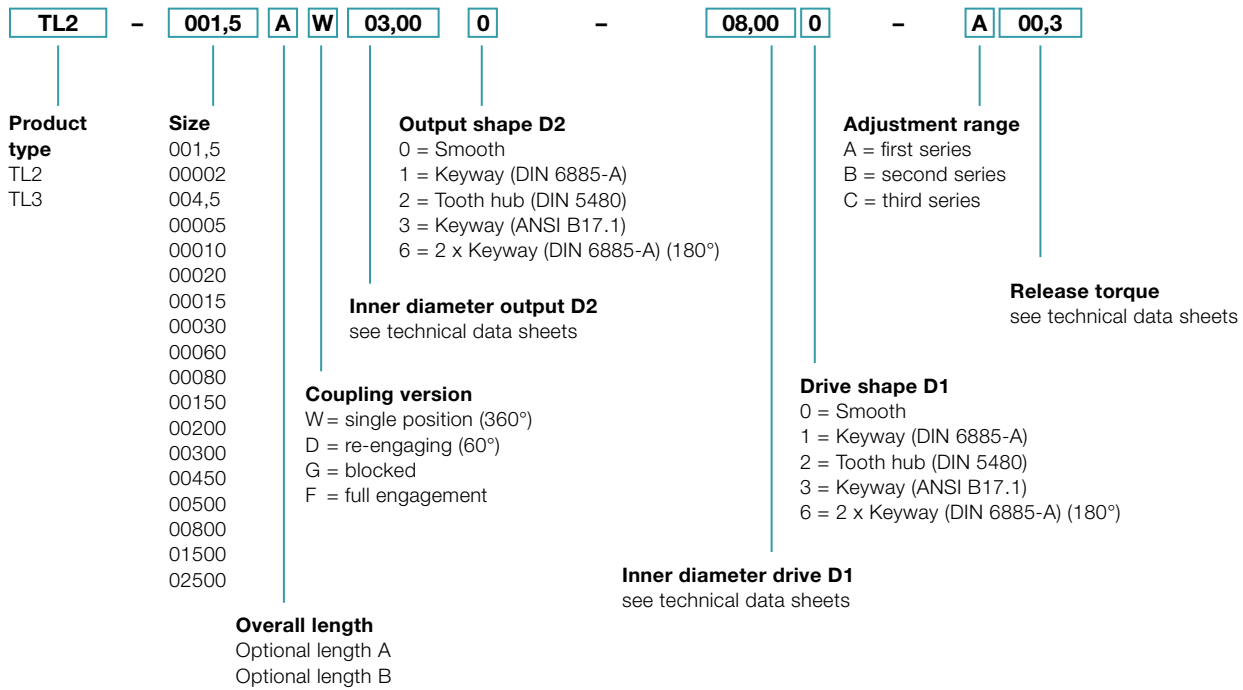 TL2 – 001,5 A W 03,00 0 – 08,00 0 – A 00,3
Product
type
TL2
TL3
Size
001,5
00002
004,5
00005
00010
00020
00015
00030
00060
00080
00150
00200
00300
00450
00500
00800
01500
02500
Overall length
Optional length A
Optional length B
Coupling version
W = single position (360°)
D = re-engaging (60°)
G = blocked
F = full engagement
Inner diameter output D2
see technical data sheets
Output shape D2
0 = Smooth
1 = Keyway (DIN 6885-A)
2 = Tooth hub (DIN 5480)
3 = Keyway (ANSI B17.1)
6 = 2 x Keyway (DIN 6885-A) (180°)
Inner diameter drive D1
see technical data sheets
Drive shape D1
0 = Smooth
1 = Keyway (DIN 6885-A)
2 = Tooth hub (DIN 5480)
3 = Keyway (ANSI B17.1)
6 = 2 x Keyway (DIN 6885-A) (180°)
Adjustment range
A = first series
B = second series
C = third series
Release torque
see technical data sheets